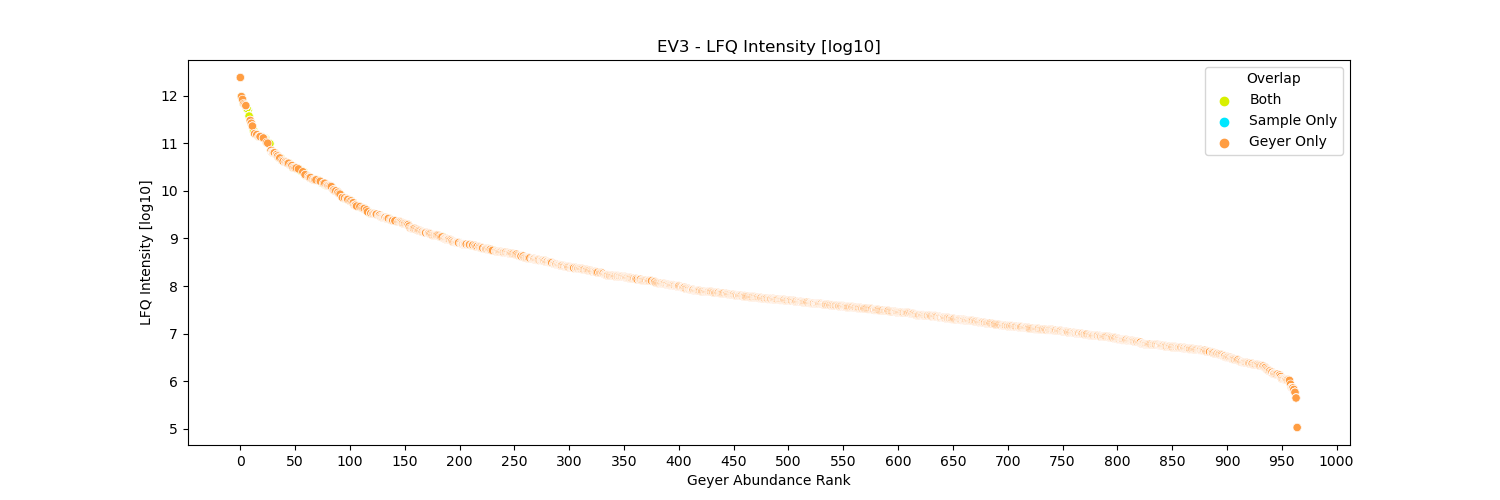 EV3 - LFQ Intensity [log10]
Overlap
Both
Sample Only
Geyer Only
LFQ Intensity [log10]
12
11
10
9
8
7
6
5
0 50 100 150 200 250 300 350 400 450 500 550 600 650 700 750 800 850 900 950 1000
Geyer Abundance Rank